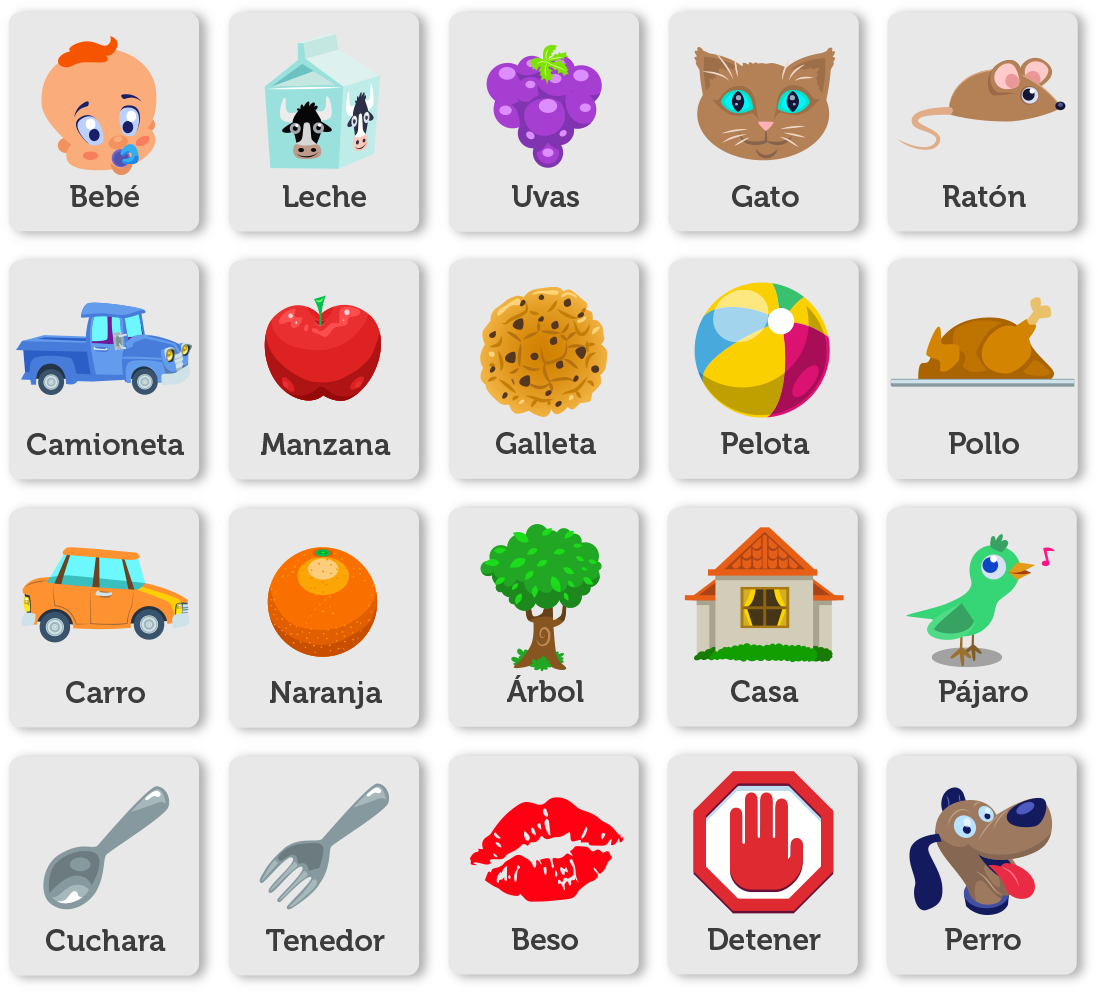 Bebé
Leche
Uvas
Gato
Ratón
Camioneta
Manzana
Galleta
Pelota
Pollo
Carro
Naranja
Árbol
Casa
Pájaro
Cuchara
Tenedor
Beso
Detener
Perro